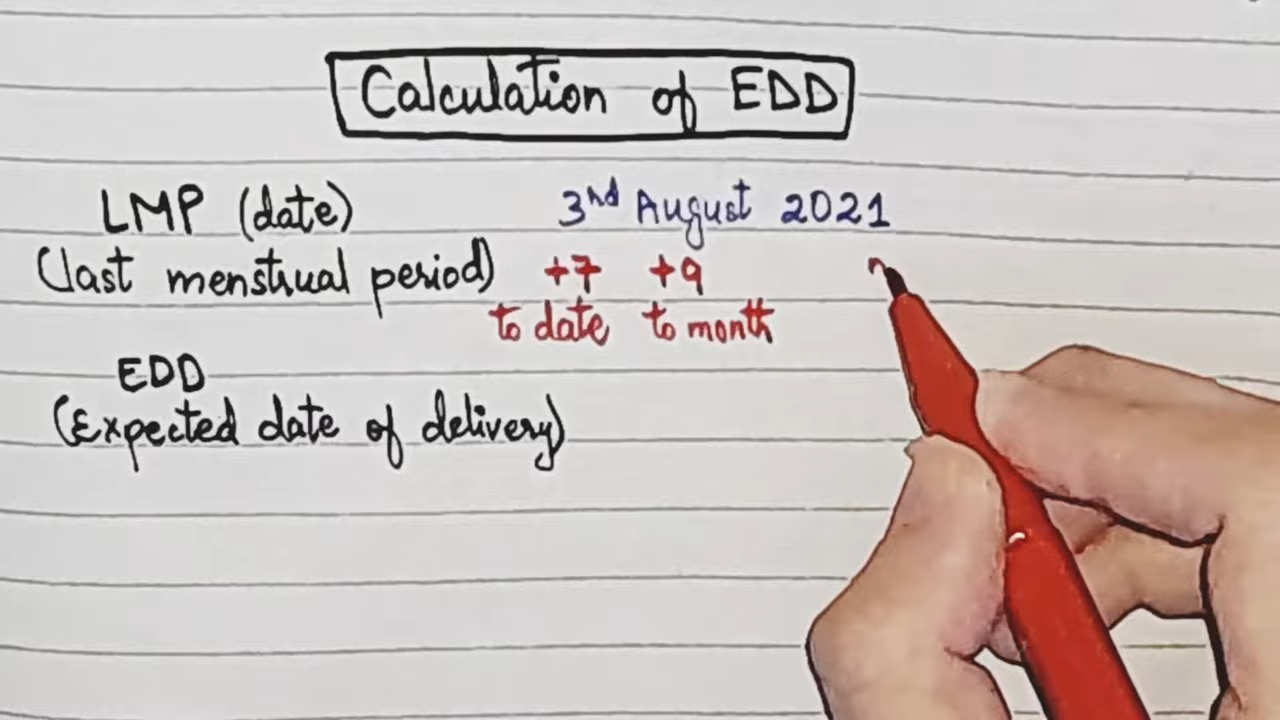 Calculation of EDD
LMP (date) 3nd August 2021
(last menstrual period) +7 +9
to date to month
EDD
(Expected date of delivery)